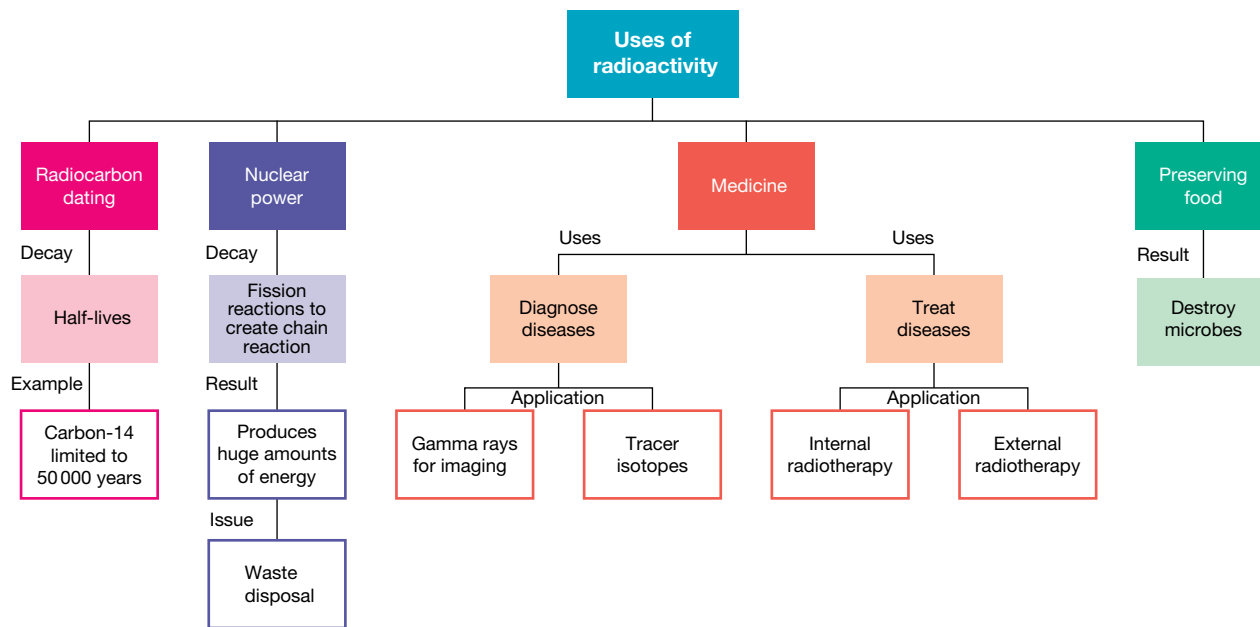 Uses of
radioactivity
Radiocarbon
dating
Nuclear
power
Medicine
Preserving
food
Decay
Decay
Uses
Uses
Result
Half-lives
Fission
reactions to
create chain
reaction
Diagnose
diseases
Treat
diseases
Destroy
microbes
Example
Result
Application
Application
Carbon-14
limited to
50 000 years
Produces
huge amounts
of energy
Gamma rays
for imaging
Tracer
isotopes
Internal
radiotherapy
External
radiotherapy
Issue
Waste
disposal